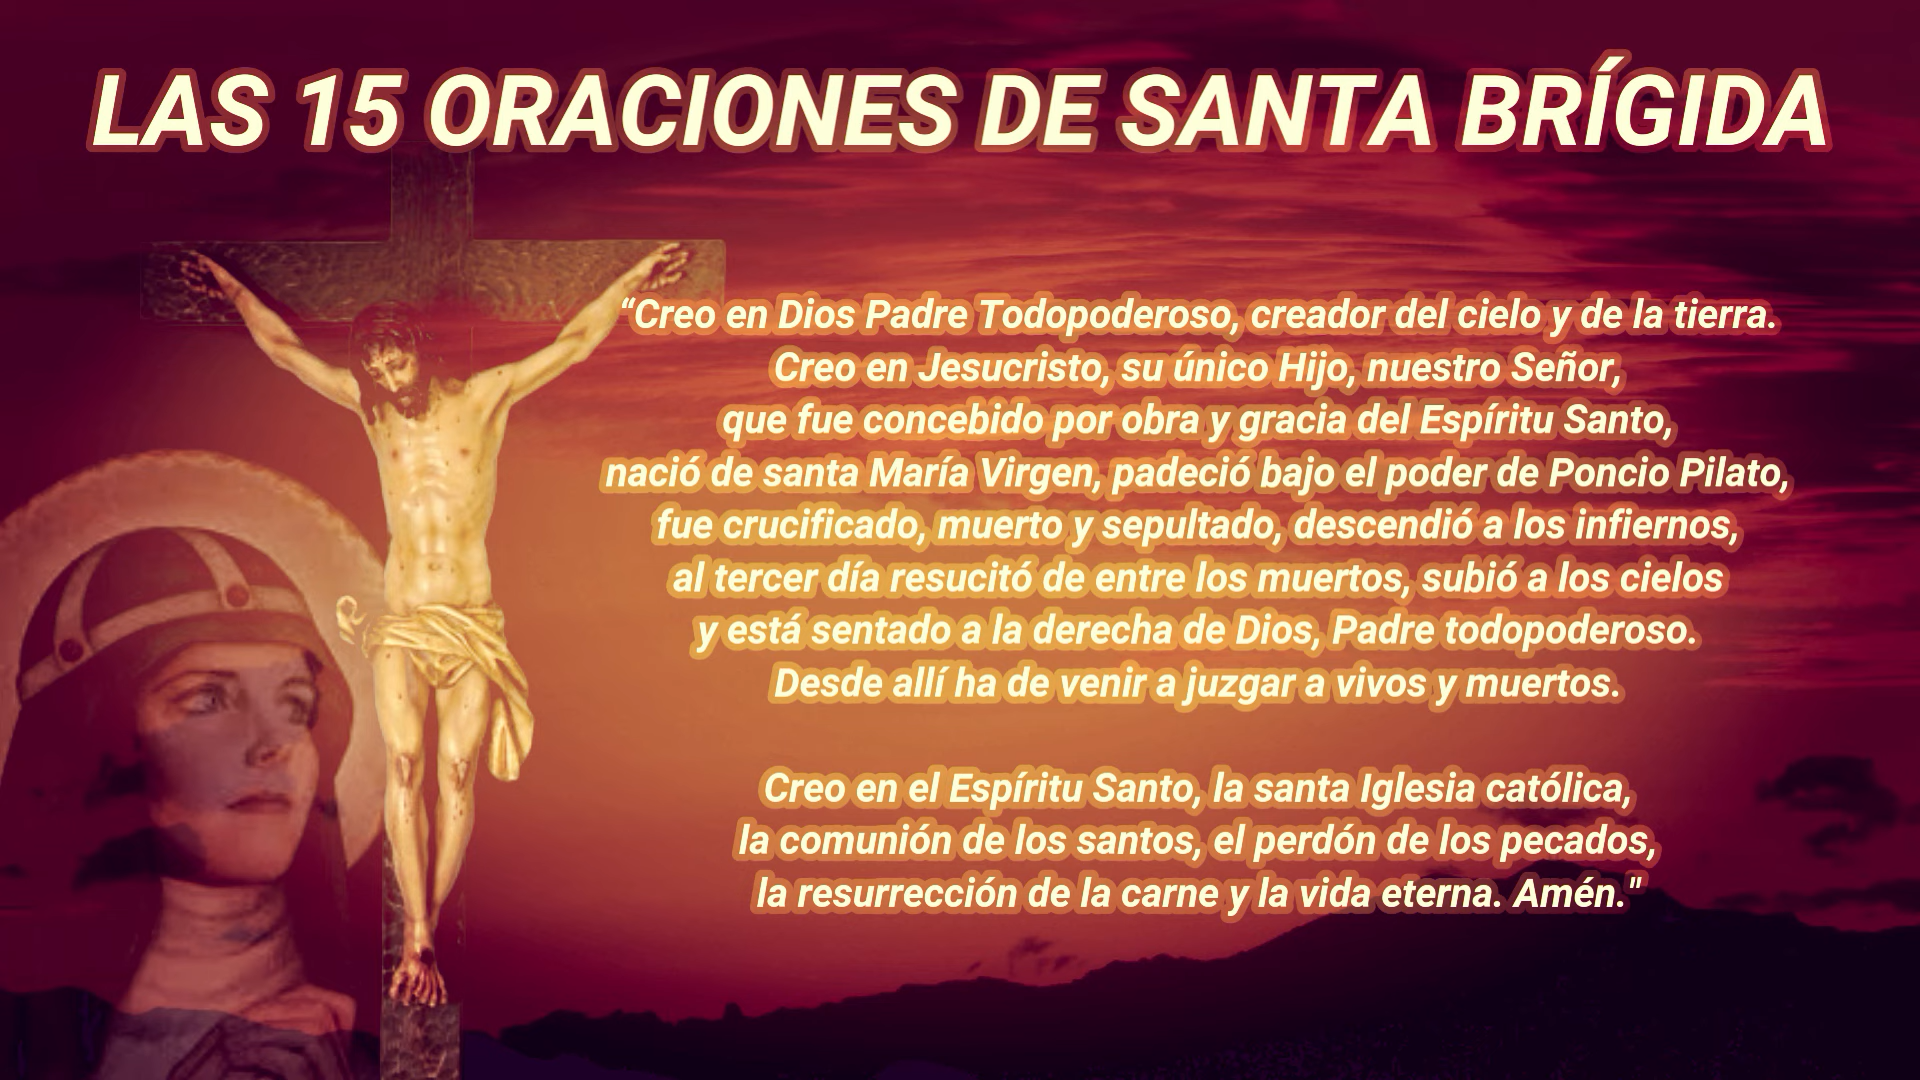 LAS 15 ORACIONES DE SANTA BRÍGIDA
“Creo en Dios Padre Todopoderoso, creador del cielo y de la tierra.
Creo en Jesucristo, su único Hijo, nuestro Señor,
que fue concebido por obra y gracia del Espíritu Santo,
nació de santa María Virgen, padeció bajo el poder de Poncio Pilato,
fue crucificado, muerto y sepultado, descendió a los infiernos,
al tercer día resucitó de entre los muertos, subió a los cielos
y está sentado a la derecha de Dios, Padre todopoderoso.
Desde allí ha de venir a juzgar a vivos y muertos.
Creo en el Espíritu Santo, la santa Iglesia católica,
la comunión de los santos, el perdón de los pecados,
la resurrección de la carne y la vida eterna. Amén."